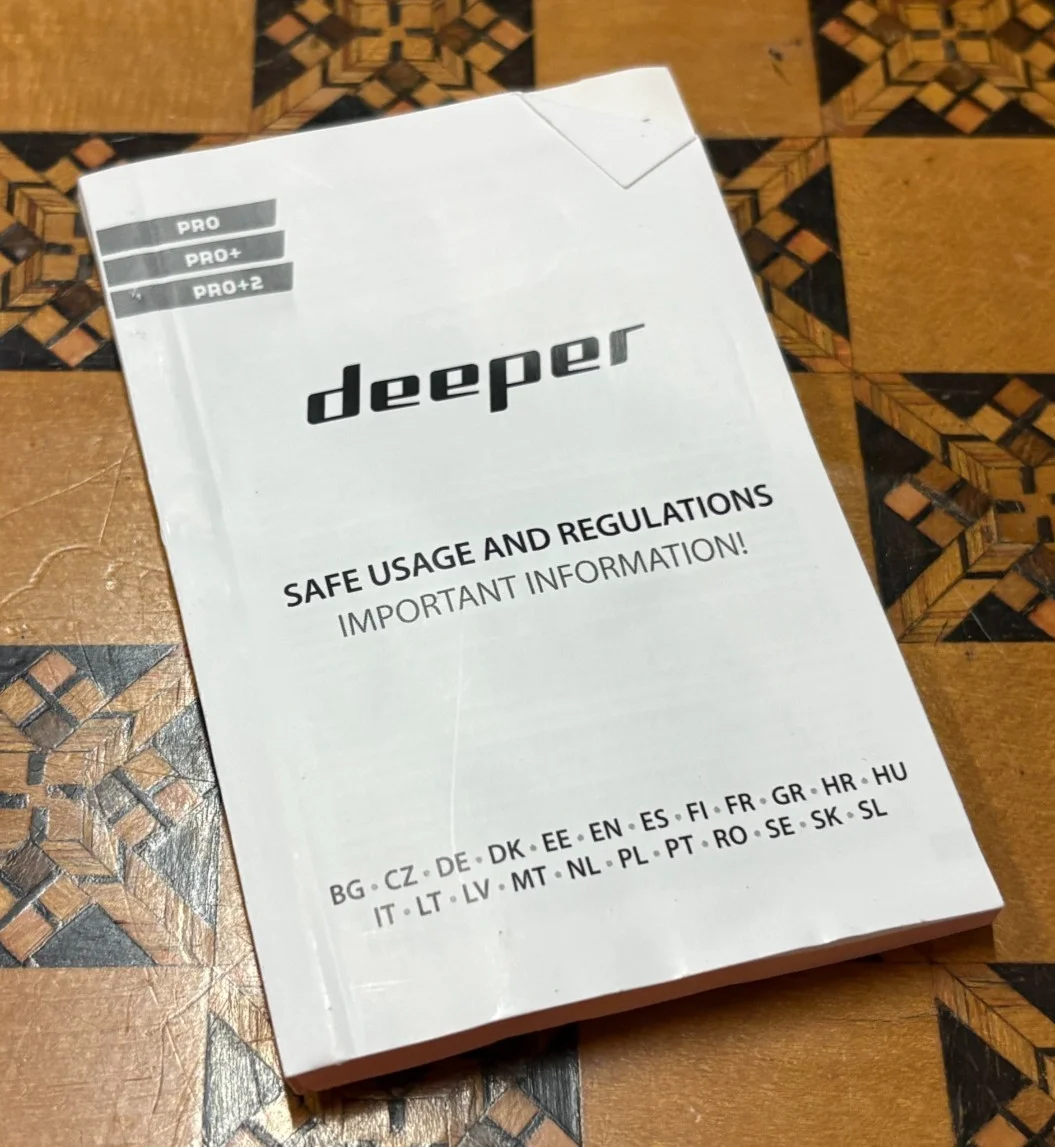 PRO
PRO+
PRO+2
deeper
SAFE USAGE AND REGULATIONS
IMPORTANT INFORMATION!
BG • CZ • DE • DK • EE • EN • ES • FI • FR • GR • HR • HU
IT • LT • LV • MT • NL • PL • PT • RO • SE • SK • SL